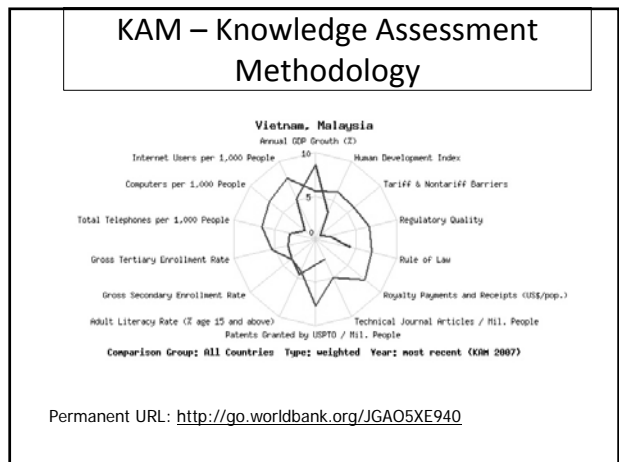 KAM – Knowledge Assessment
Methodology
Vietnam, Malaysia
Annual GDP Growth (%)
Internet Users per 1,000 People
Human Development Index
Computers per 1,000 People
Tariff & Nontariff Barriers
Total Telephones per 1,000 People
Regulatory Quality
Gross Tertiary Enrollment Rate
Rule of Law
Gross Secondary Enrollment Rate
Royalty Payments and Receipts (US$/pop.)
Adult Literacy Rate (% age 15 and above)
Technical Journal Articles / Mil. People
Patents Granted by USPTO / Mil. People
10
5
0
Comparison Group: All Countries Type: weighted Year: most recent (KAM 2007)
Permanent URL: http://go.worldbank.org/JGAO5XE940